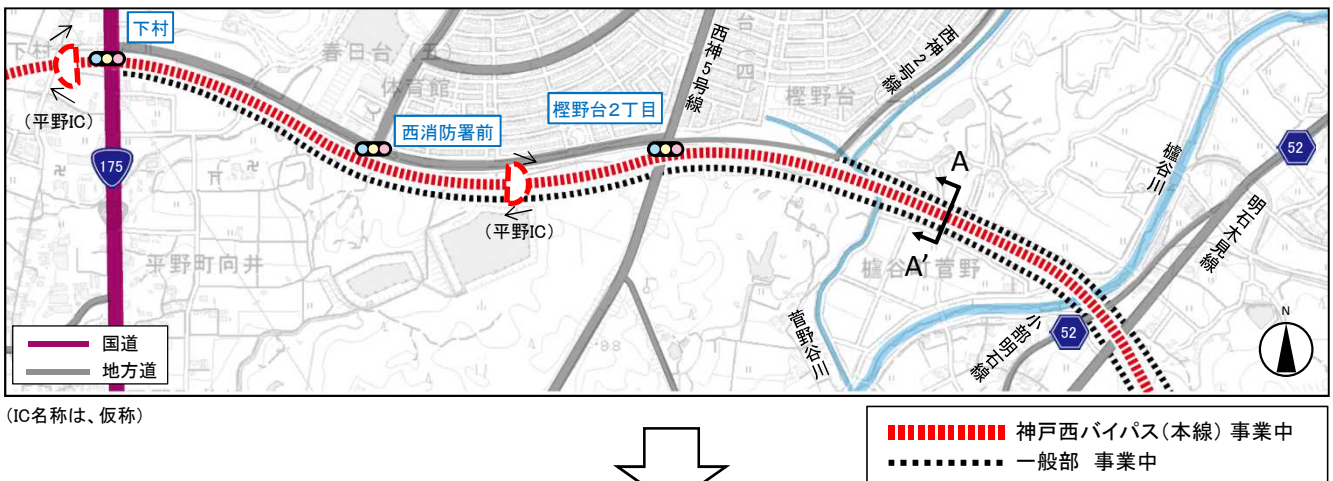 下村
下村
春日台(五)
体育館
西神5号線
台
四
西神2号線
樫野台
二
樫野台2丁目
西消防署前
(平野IC)
175
(平野IC)
平野町向井
A
A'
櫨谷川
52
明石木見線
櫨谷町菅野
菅野谷川
小部明石線
52
88
N
国道
地方道
(IC名称は、仮称)
神戸西バイパス(本線) 事業中
一般部 事業中